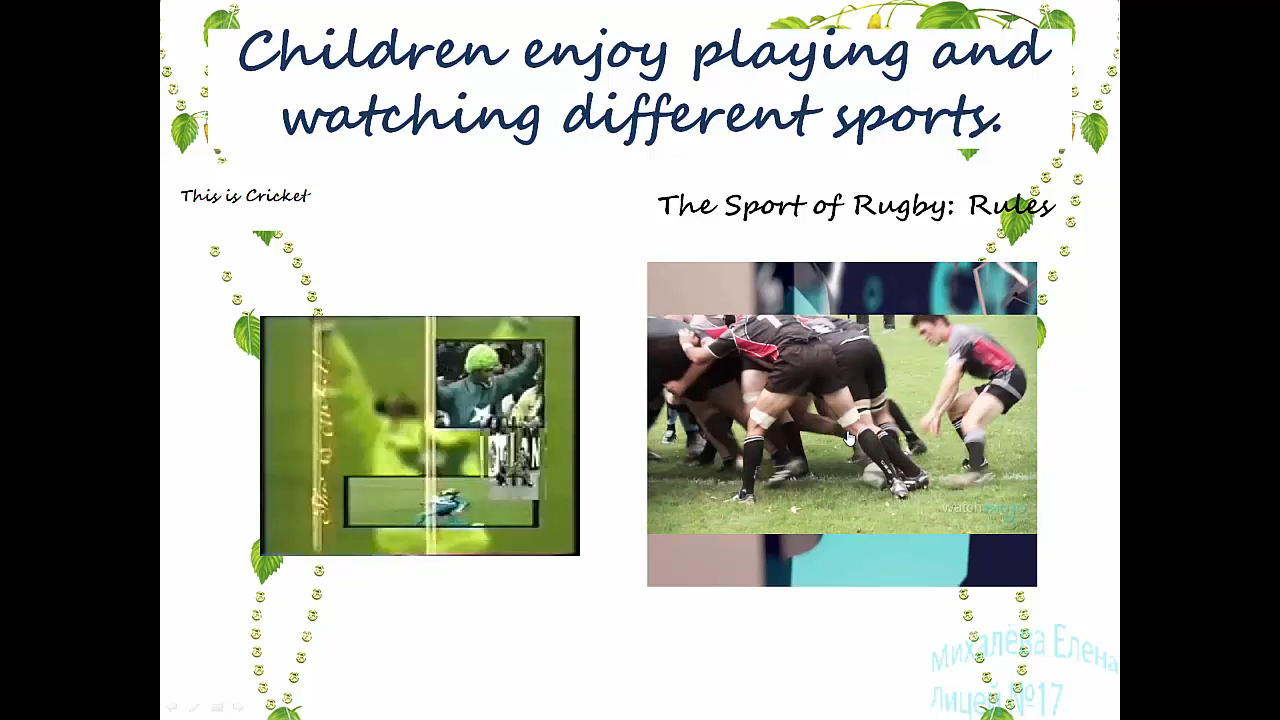 Children enjoy playing and
watching different sports.
This is Cricket
The Sport of Rugby: Rules
watchmojo
Михалёва Елена
Лицей №17